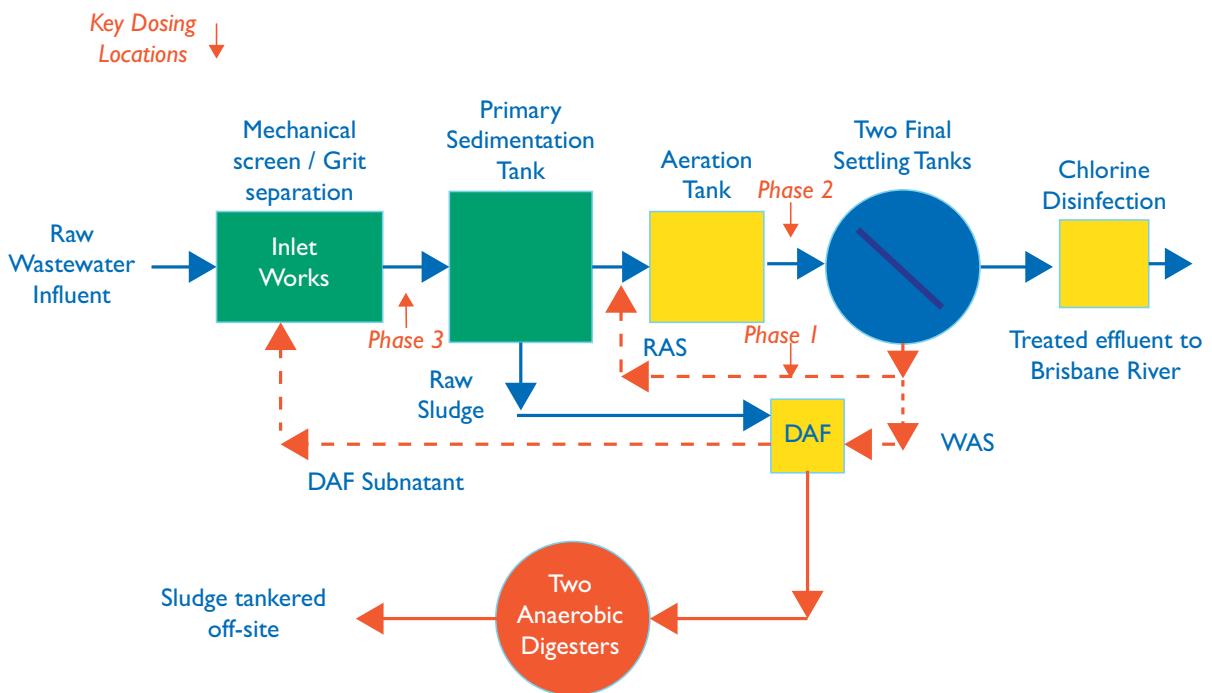 Key Dosing
Locations
Mechanical
screen / Grit
separation
Primary
Sedimentation
Tank
Aeration
Tank
Phase 2
Two Final
Settling Tanks
Chlorine
Disinfection
Raw
Wastewater
Influent
Inlet
Works
Phase 3
Phase 1
RAS
Treated effluent to
Brisbane River
Raw
Sludge
DAF
WAS
DAF Subnatant
Sludge tankered
off-site
Two
Anaerobic
Digesters